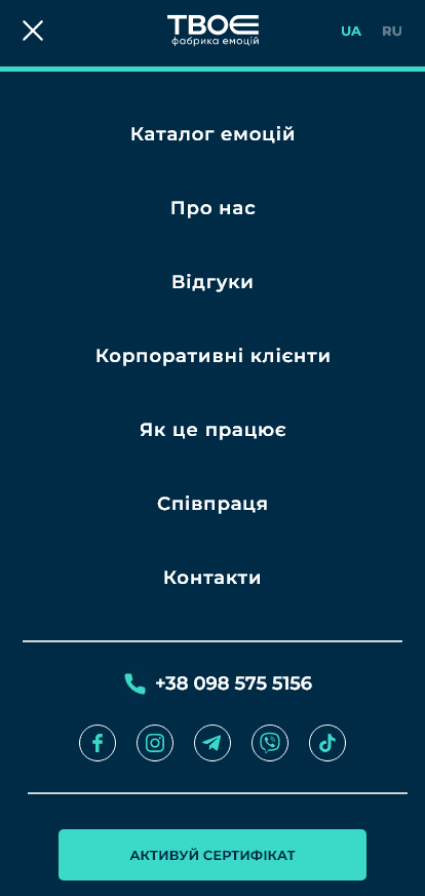 ТВОЄ
фабрика емоцій
UA RU
Каталог емоцій
Про нас
Відгуки
Корпоративні клієнти
Як це працює
Співпраця
Контакти
+38 098 575 5156
АКТИВУЙ СЕРТИФІКАТ